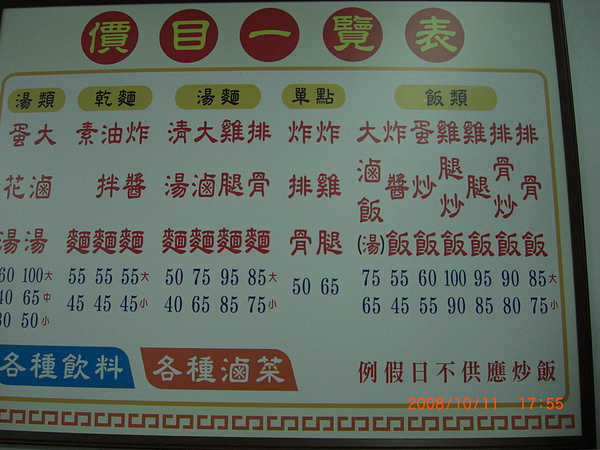 價目一覽表
湯類 乾麵 湯麵 單點 飯類
蛋花湯
大滷湯
素麵
油拌麵
炸醬麵
清湯麵
大滷麵
雞腿麵
排骨麵
炸排骨
炸雞腿
大滷飯(湯)
炸醬飯
蛋炒飯
雞腿炒飯
雞腿飯
排骨炒飯
排骨飯
60 100大
40 65中
30 50小
55 55 55大
45 45 45小
50 75 95 85大
40 65 85 75小
50 65
75 55 60 100 95 90 85大
65 45 55 90 85 80 75小
各種飲料
各種滷菜
例假日不供應炒飯
2008/10/11 17:55